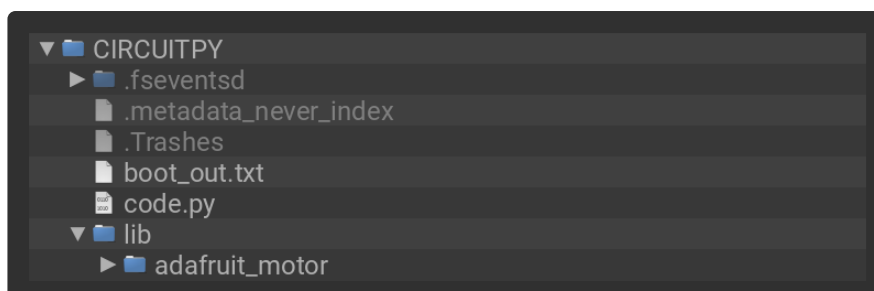 CIRCUITPY
.fseventsd
.metadata_never_index
.Trashes
boot_out.txt
code.py
lib
adafruit_motor